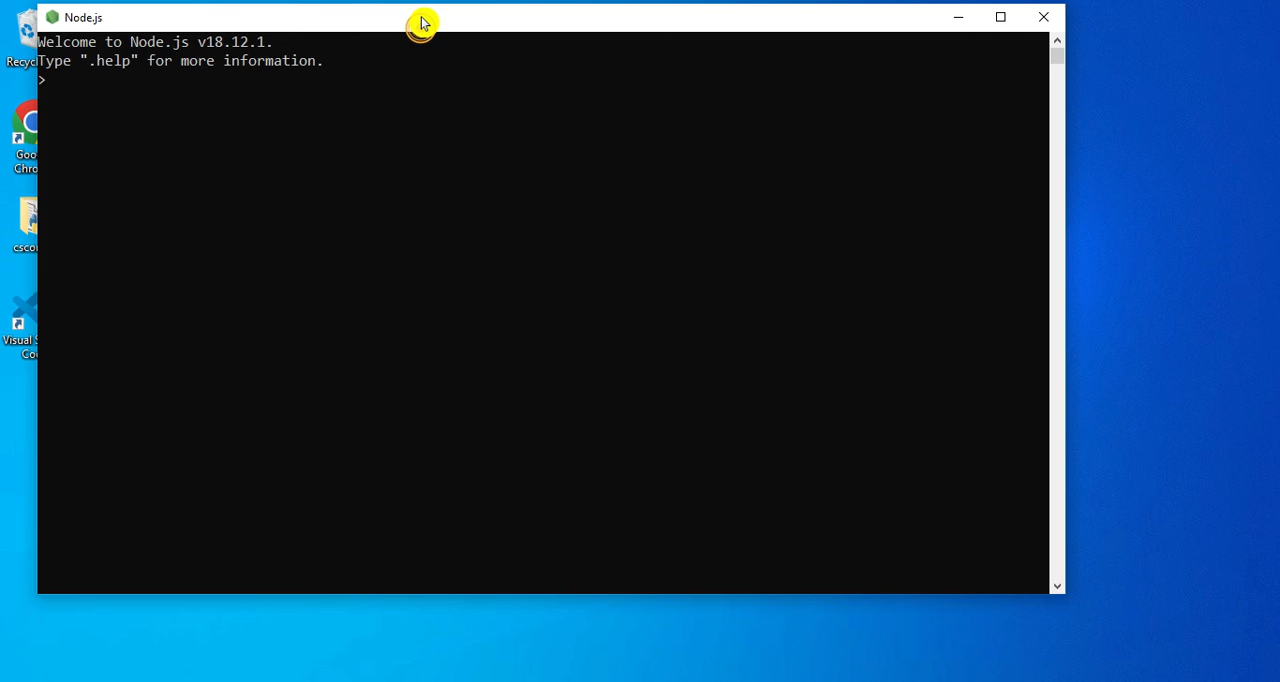 Node.js
Welcome to Node.js v18.12.1.
Type ".help" for more information.
>
Recyc
Goo
Chro
csco
Visual S
Co